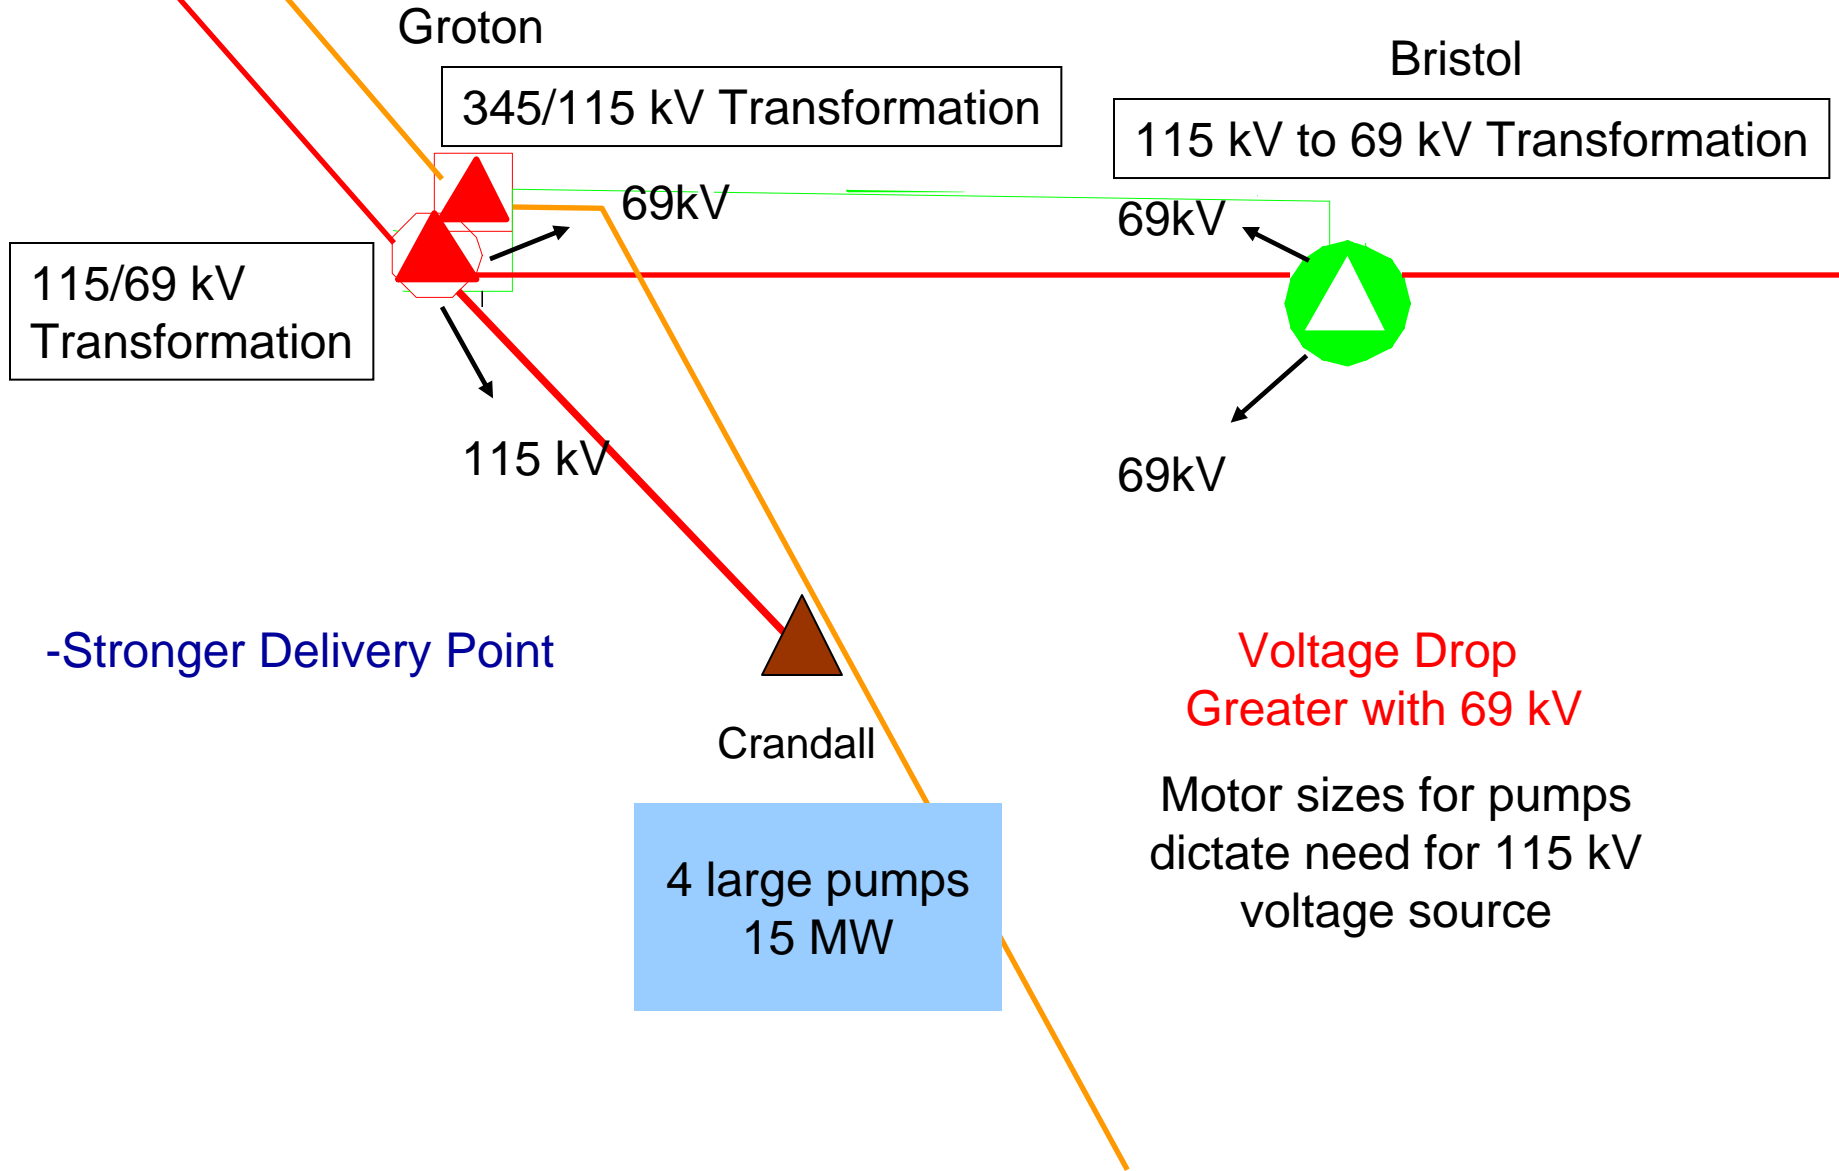 Groton
Bristol
345/115 kV Transformation
115 kV to 69 kV Transformation
69kV
69kV
115/69 kV
Transformation
115 kV
69kV
-Stronger Delivery Point
Voltage Drop
Greater with 69 kV
Crandall
Motor sizes for pumps
dictate need for 115 kV
voltage source
4 large pumps
15 MW